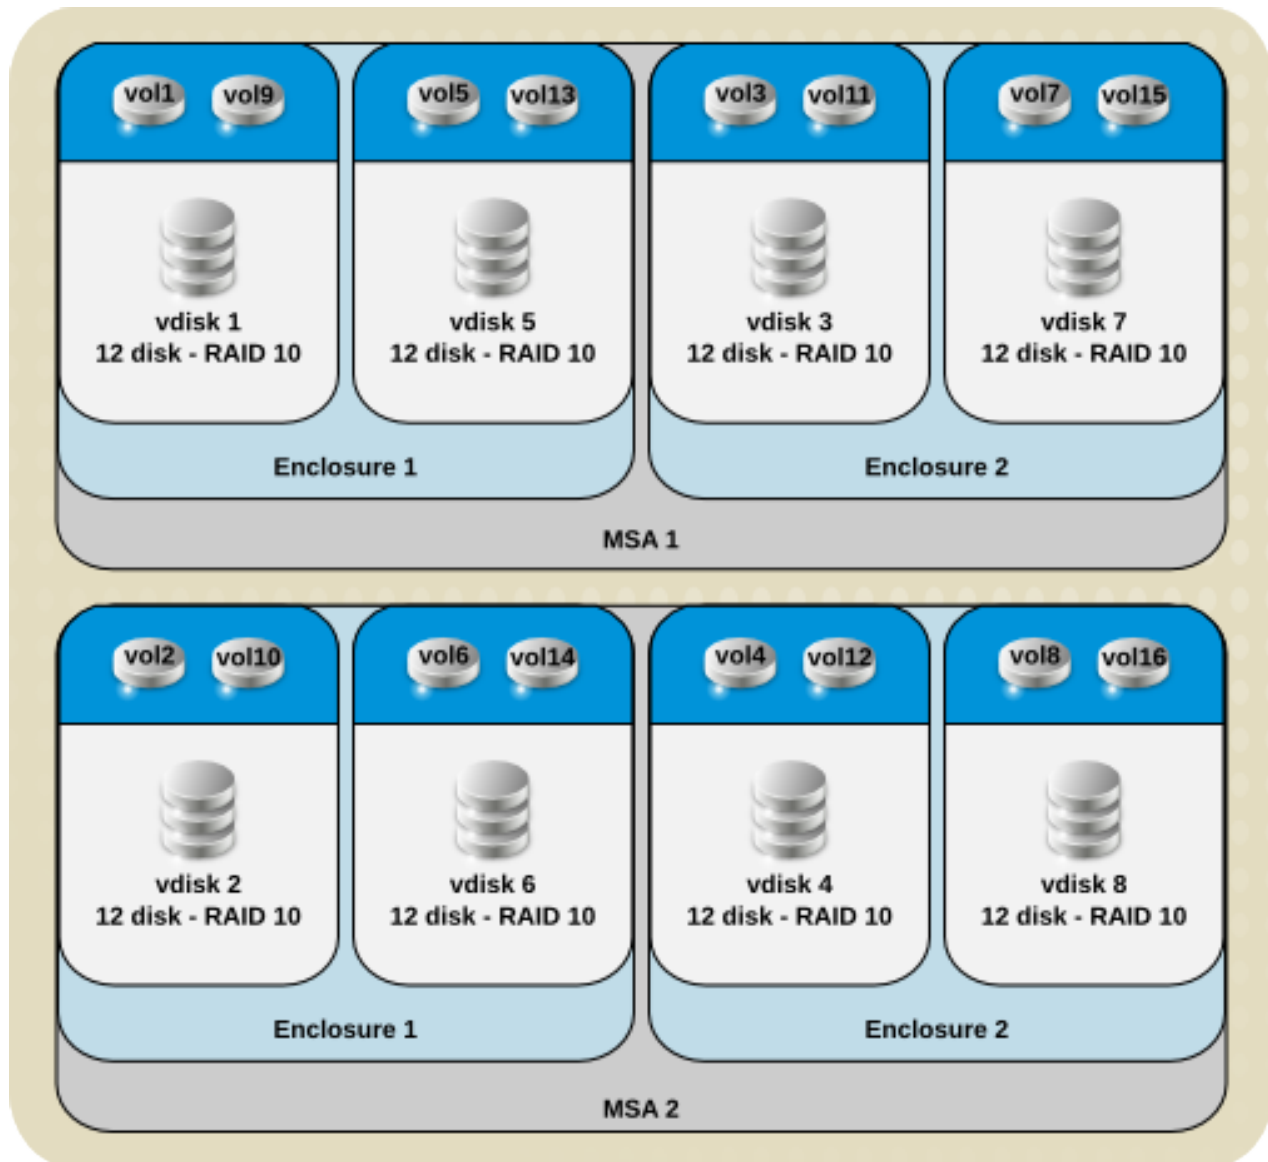 vol1 vol9 vol5 vol13 vol3 vol11 vol7 vol15
vdisk 1 vdisk 5 vdisk 3 vdisk 7
12 disk - RAID 10 12 disk - RAID 10 12 disk - RAID 10 12 disk - RAID 10
Enclosure 1 Enclosure 2
MSA 1
vol2 vol10 vol6 vol14 vol4 vol12 vol8 vol16
vdisk 2 vdisk 6 vdisk 4 vdisk 8
12 disk - RAID 10 12 disk - RAID 10 12 disk - RAID 10 12 disk - RAID 10
Enclosure 1 Enclosure 2
MSA 2